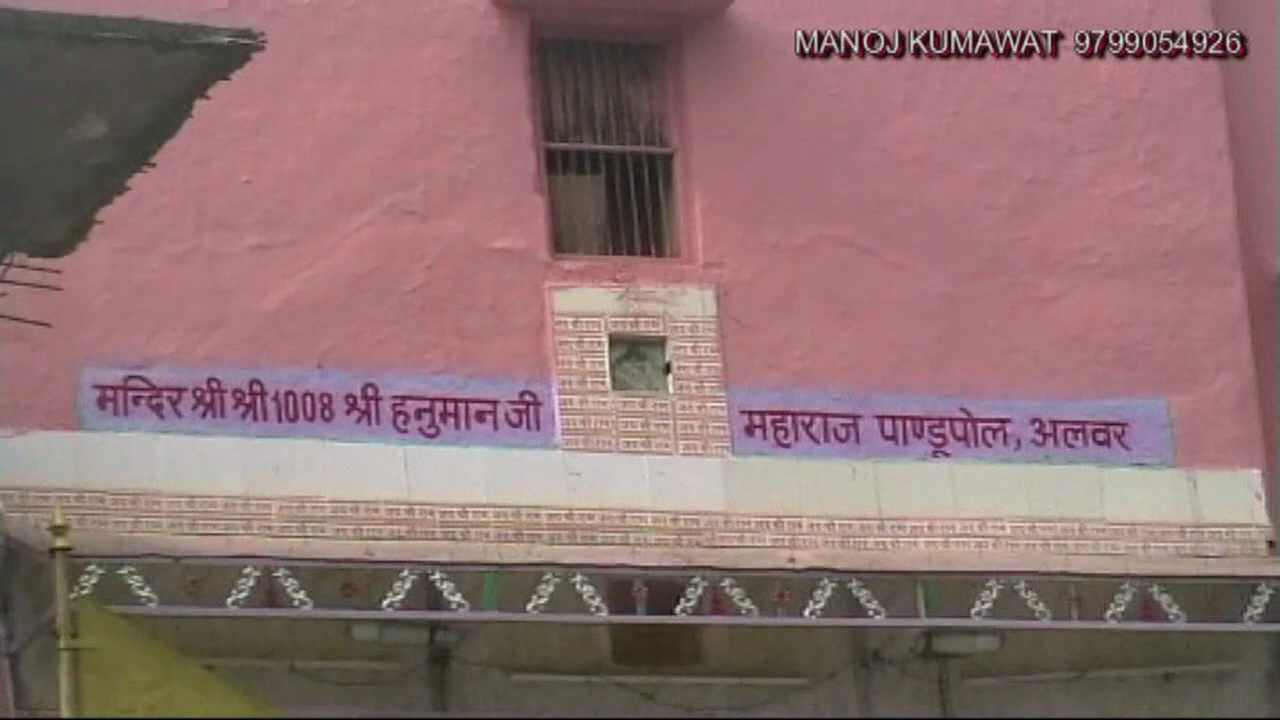 MANOJ KUMAWAT 9799054926
मन्दिर श्री श्री 1008 श्री हनुमान जी
महाराज पाण्डूपोल, अलवर